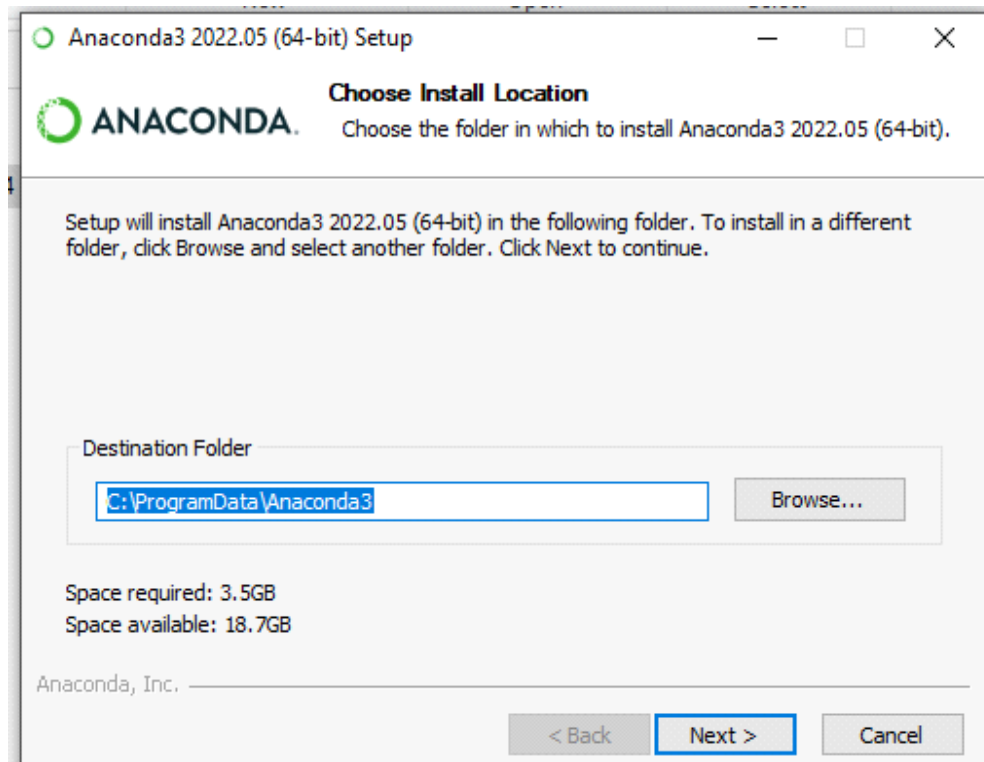 Anaconda3 2022.05 (64-bit) Setup
ANACONDA.
Choose Install Location
Choose the folder in which to install Anaconda3 2022.05 (64-bit).
Setup will install Anaconda3 2022.05 (64-bit) in the following folder. To install in a different
folder, click Browse and select another folder. Click Next to continue.
Destination Folder
C:\ProgramData\Anaconda3
Browse...
Space required: 3.5GB
Space available: 18.7GB
Anaconda, Inc.
< Back
Next >
Cancel